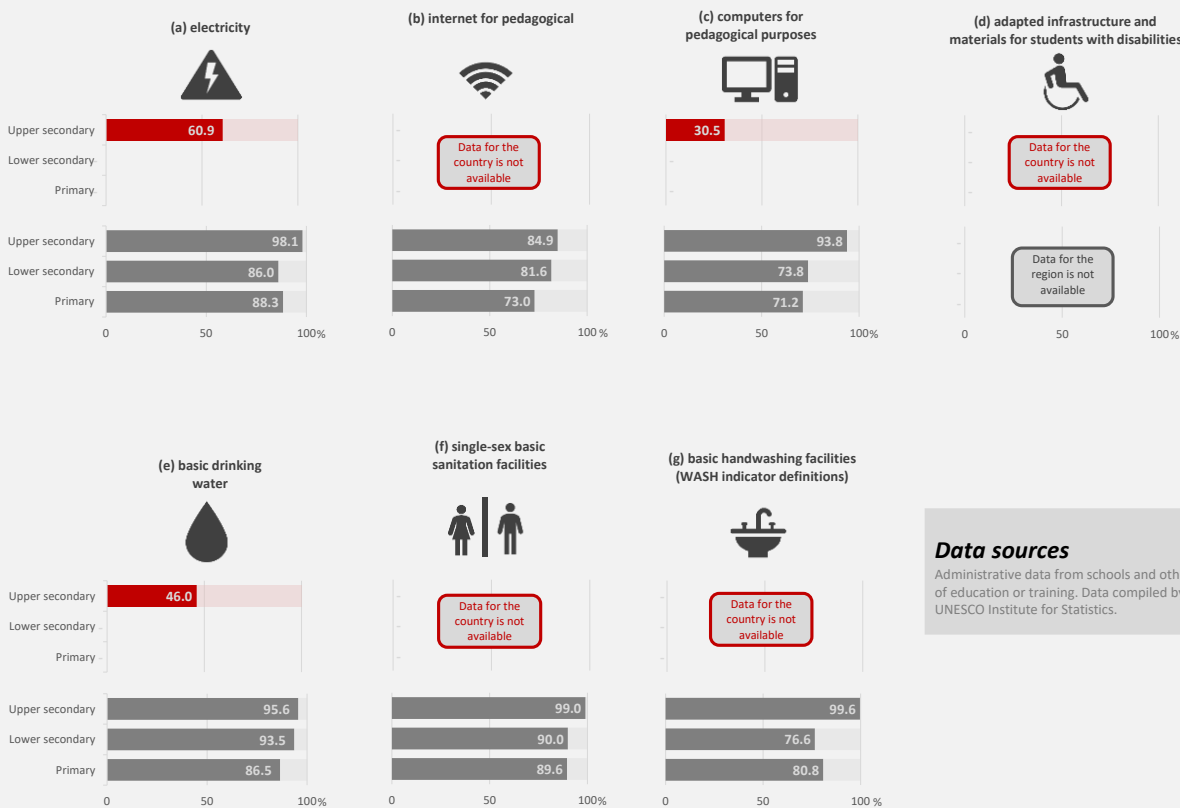 (a) electricity
(b) internet for pedagogical
(c) computers for
pedagogical purposes
(d) adapted infrastructure and
materials for students with disabilities
Upper secondary
60.9
Lower secondary
Primary
Data for the
country is not
available
30.5
Data for the
country is not
available
Upper secondary
98.1
Lower secondary
86.0
Primary
88.3
0 50 100%
84.9
81.6
73.0
0 50 100%
93.8
73.8
71.2
0 50 100%
Data for the
region is not
available
0 50 100%
(e) basic drinking
water
(f) single-sex basic
sanitation facilities
(g) basic handwashing facilities
(WASH indicator definitions)
Upper secondary
46.0
Lower secondary
Primary
Data for the
country is not
available
Data for the
country is not
available
Upper secondary
95.6
Lower secondary
93.5
Primary
86.5
0 50 100%
99.0
90.0
89.6
0 50 100%
99.6
76.6
80.8
0 50 100%
Data sources
Administrative data from schools and oth
of education or training. Data compiled by
UNESCO Institute for Statistics.